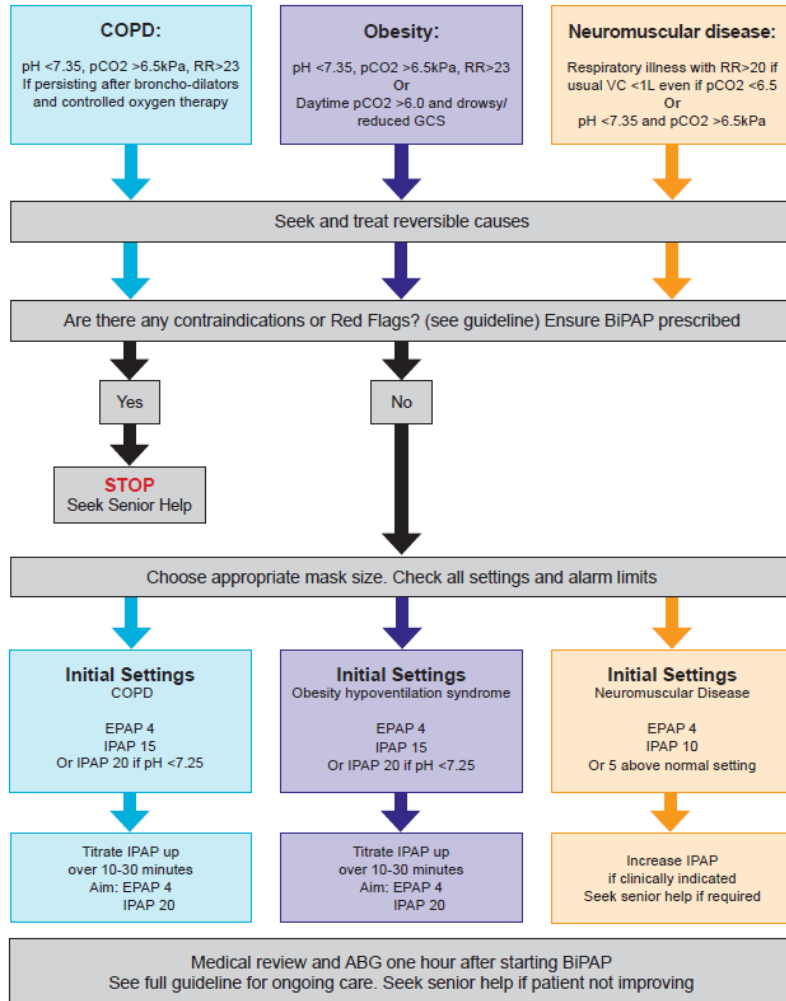 COPD:
pH <7.35, pCO2 >6.5kPa, RR>23
If persisting after broncho-dilators
and controlled oxygen therapy
Obesity:
pH <7.35, pCO2 >6.5kPa, RR>23
Or
Daytime pCO2 >6.0 and drowsy/
reduced GCS
Neuromuscular disease:
Respiratory illness with RR>20 if
usual VC <1L even if pCO2 <6.5
Or
pH <7.35 and pCO2 >6.5kPa
Seek and treat reversible causes
Are there any contraindications or Red Flags? (see guideline) Ensure BiPAP prescribed
Yes
No
STOP
Seek Senior Help
Choose appropriate mask size. Check all settings and alarm limits
Initial Settings
COPD
EPAP 4
IPAP 15
Or IPAP 20 if pH <7.25
Initial Settings
Obesity hypoventilation syndrome
EPAP 4
IPAP 15
Or IPAP 20 if pH <7.25
Initial Settings
Neuromuscular Disease
EPAP 4
IPAP 10
Or 5 above normal setting
Titrate IPAP up
over 10-30 minutes
Aim: EPAP 4
IPAP 20
Titrate IPAP up
over 10-30 minutes
Aim: EPAP 4
IPAP 20
Increase IPAP
if clinically indicated
Seek senior help if required
Medical review and ABG one hour after starting BiPAP
See full guideline for ongoing care. Seek senior help if patient not improving